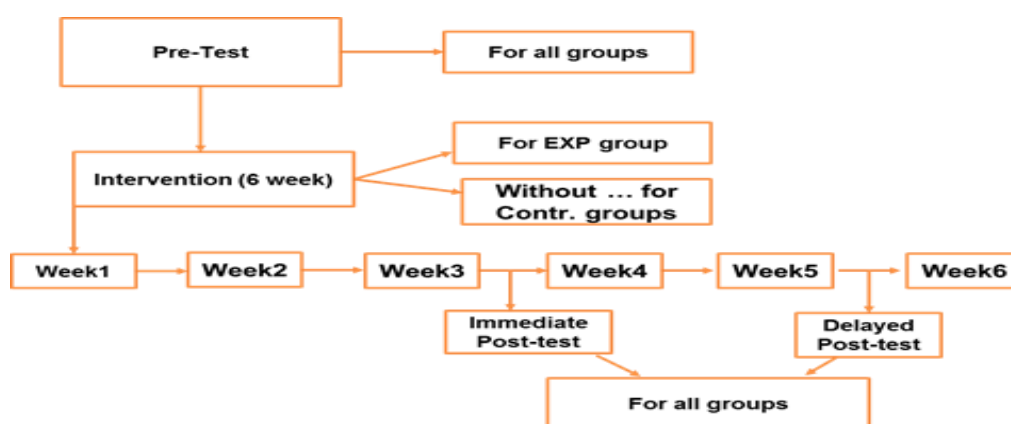 Pre-Test
For all groups
For EXP group
Intervention (6 week)
Without ... for
Contr. groups
Week1
Week2
Week3
Week4
Week5
Week6
Immediate
Post-test
Delayed
Post-test
For all groups